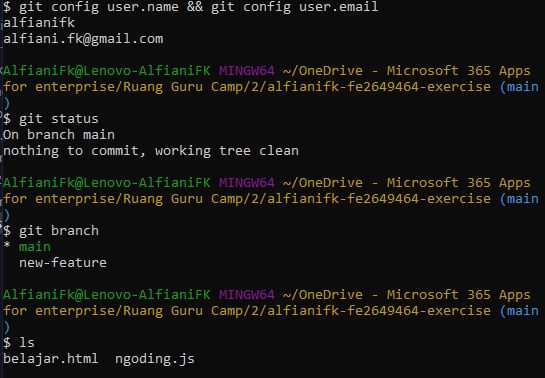 $ git config user.name && git config user.email
alfianifk
alfiani.fk@gmail.com
AlfianiFk@Lenovo-AlfianiFK MINGW64 ~/OneDrive - Microsoft 365 Apps
for enterprise/Ruang Guru Camp/2/alfianifk-fe2649464-exercise (main
)
$ git status
On branch main
nothing to commit, working tree clean
AlfianiFk@Lenovo-AlfianiFK MINGW64 ~/OneDrive - Microsoft 365 Apps
for enterprise/Ruang Guru Camp/2/alfianifk-fe2649464-exercise (main
)
$ git branch
* main
  new-feature
AlfianiFk@Lenovo-AlfianiFK MINGW64 ~/OneDrive - Microsoft 365 Apps
for enterprise/Ruang Guru Camp/2/alfianifk-fe2649464-exercise (main
)
$ ls
belajar.html  ngoding.js